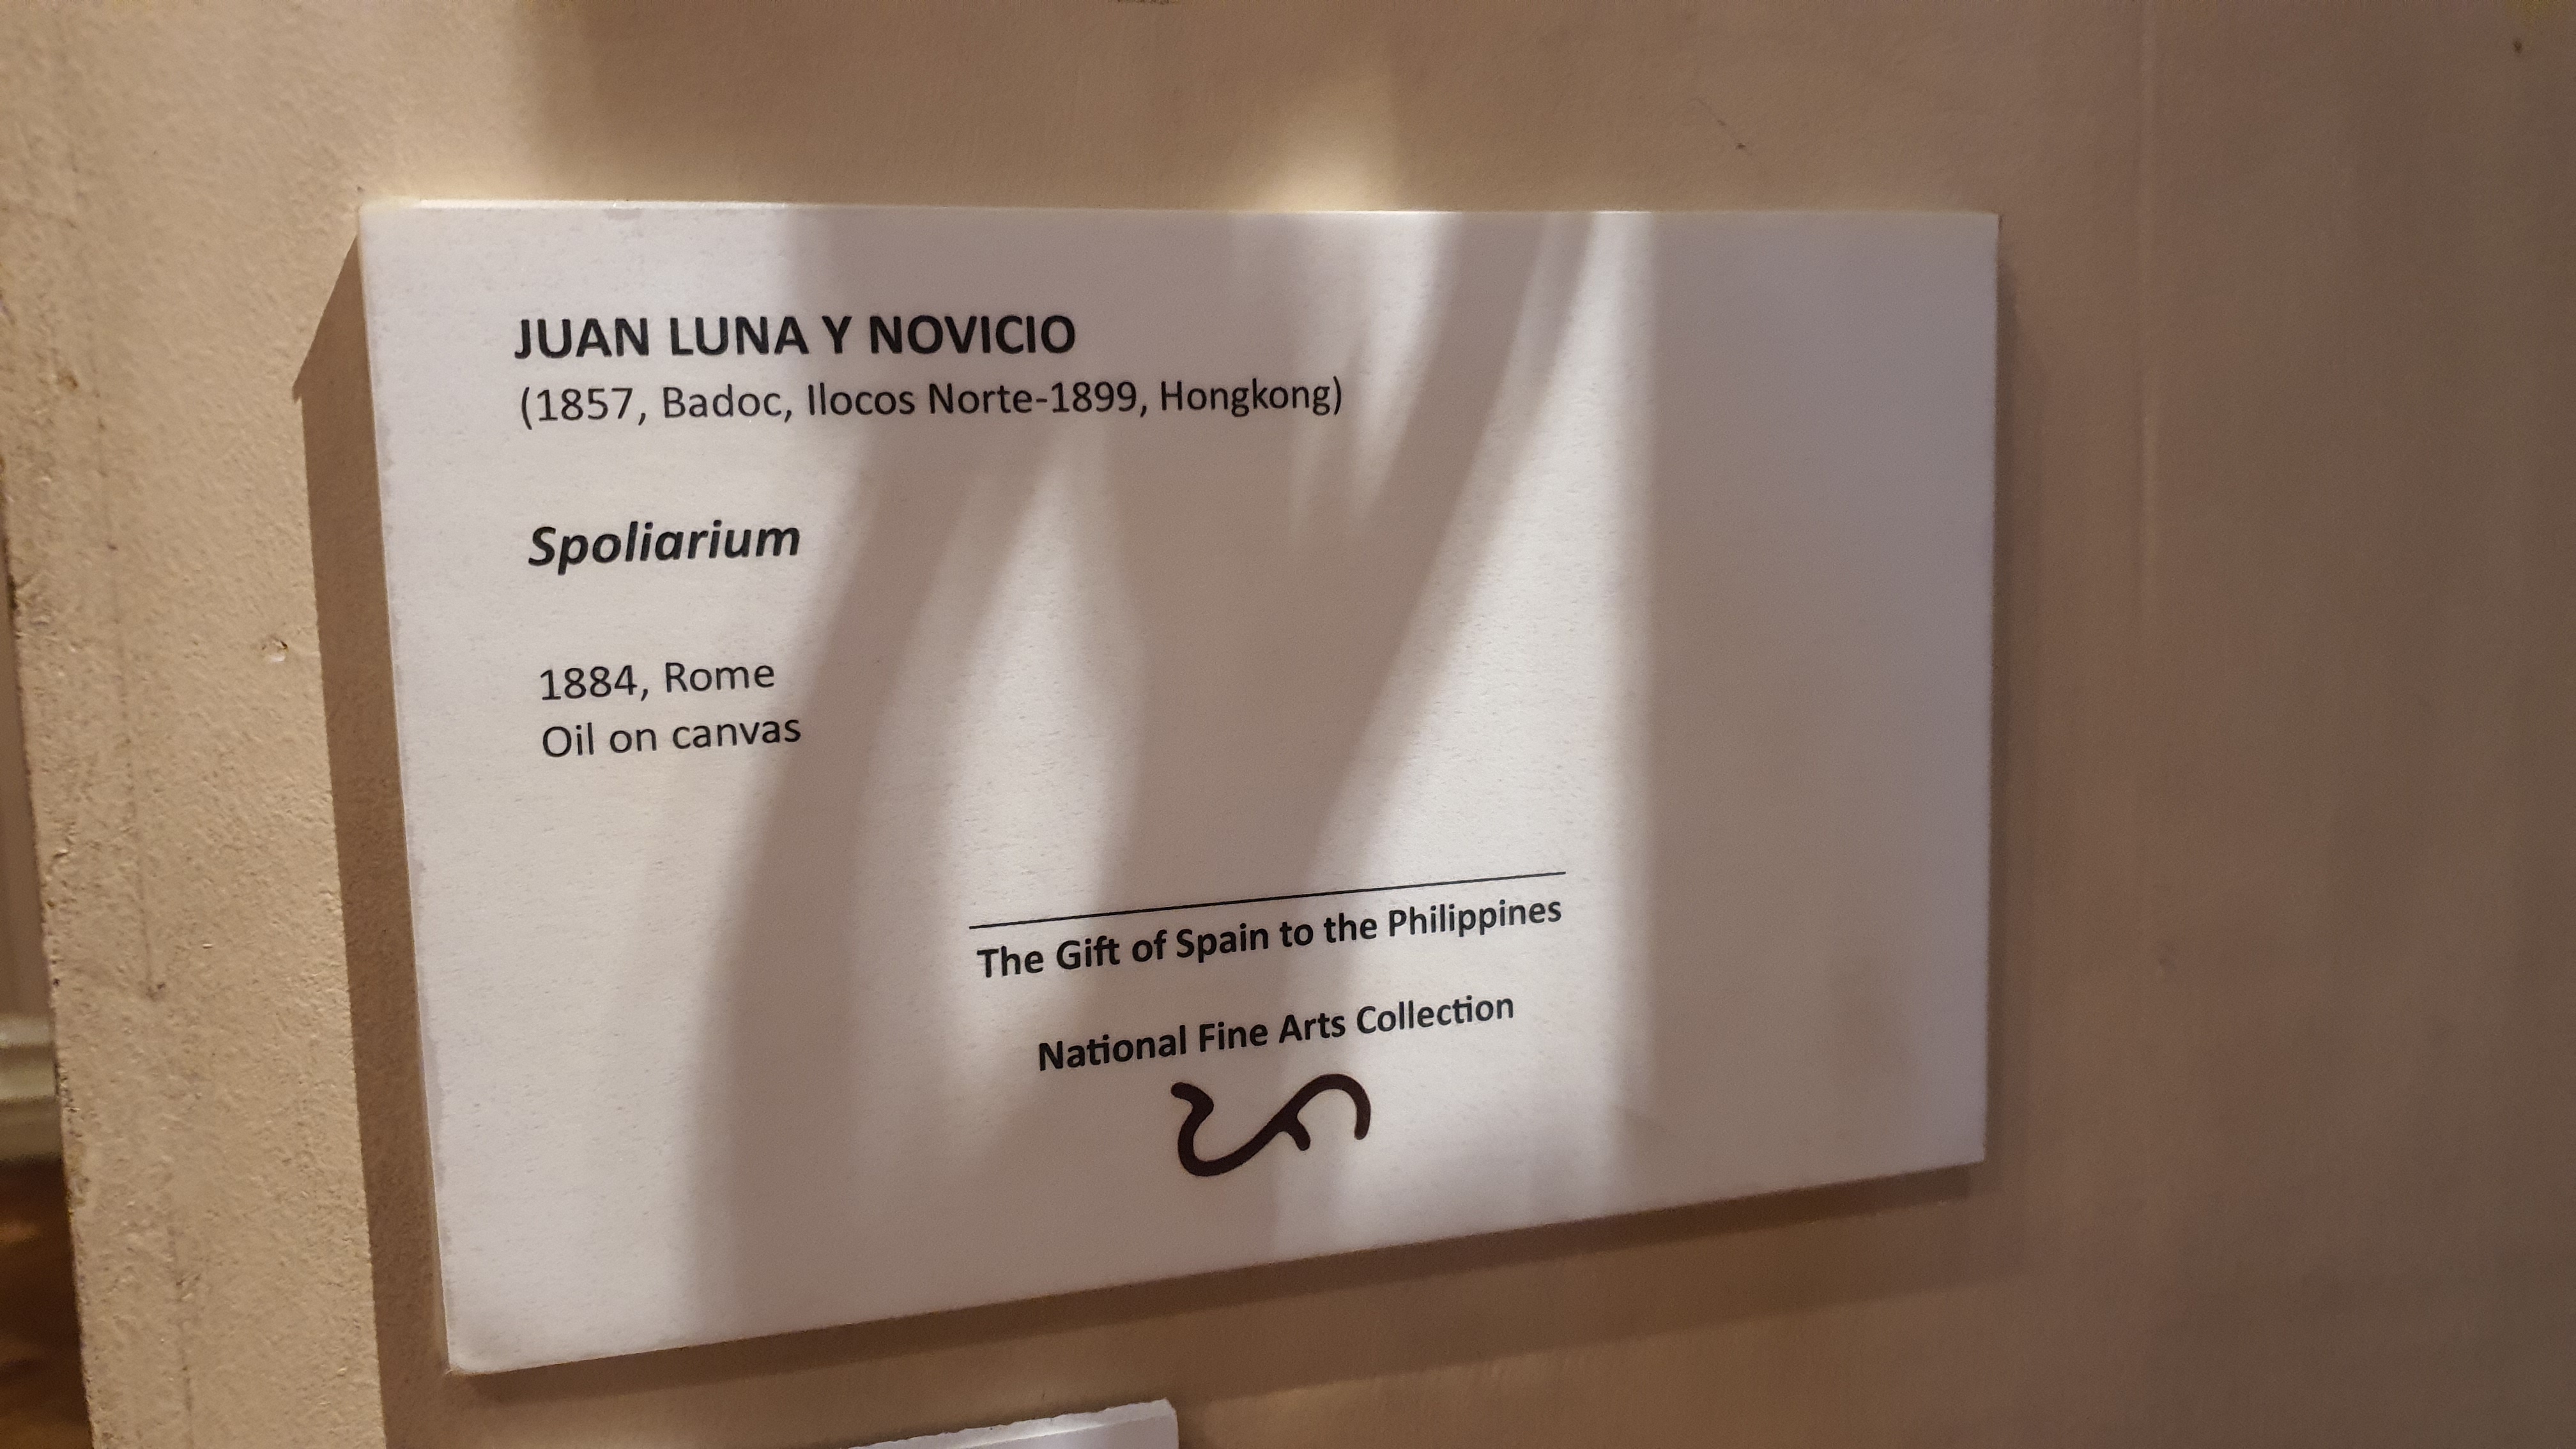 JUAN LUNA Y NOVICIO
(1857, Badoc, Ilocos Norte-1899, Hongkong)
Spoliarium
1884, Rome
Oil on canvas
The Gift of Spain to the Philippines
National Fine Arts Collection
ᜉ